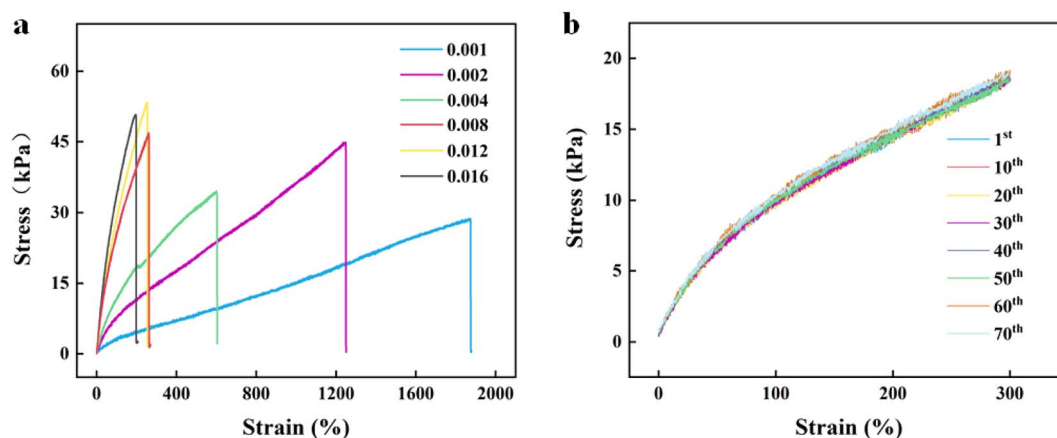 a
60
45
30
15
0
Stress（kPa）
0.001
0.002
0.004
0.008
0.012
0.016
0 400 800 1200 1600 2000
Strain (%)
b
20
15
10
5
0
Stress (kPa)
1st
10th
20th
30th
40th
50th
60th
70th
0 100 200 300
Strain (%)